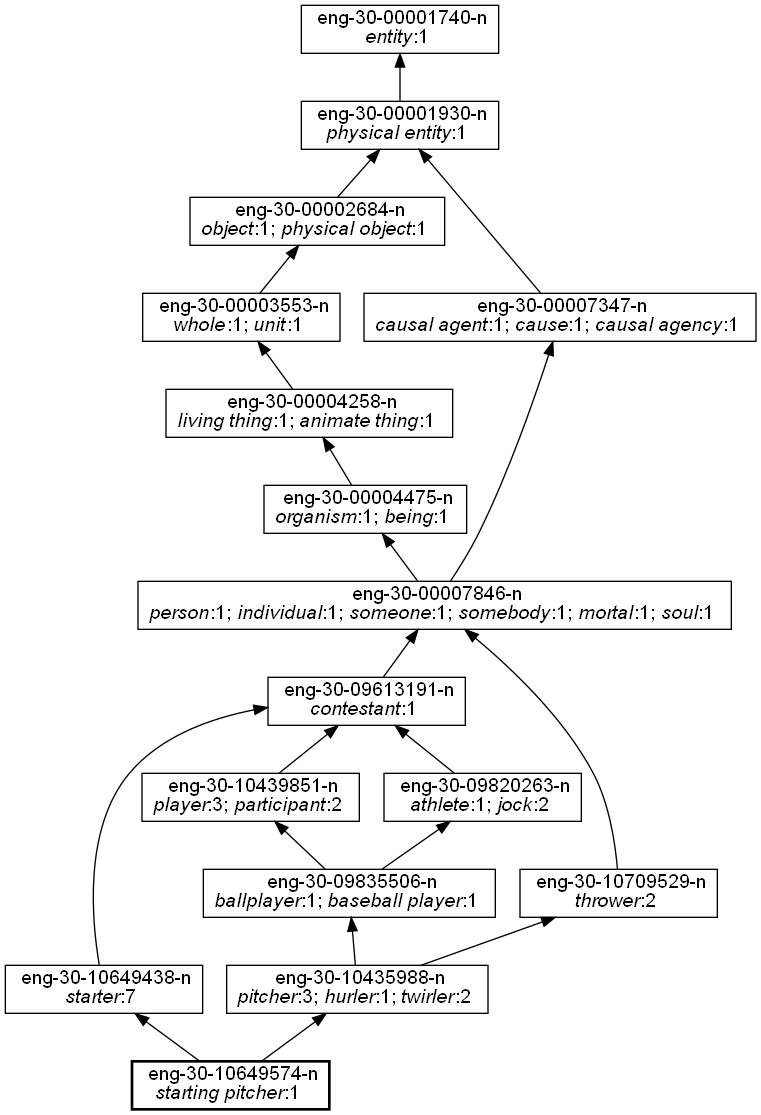 eng-30-00001740-n
entity:1
eng-30-00001930-n
physical entity:1
eng-30-00002684-n
object:1; physical object:1
eng-30-00003553-n
whole:1; unit:1
eng-30-00007347-n
causal agent:1; cause:1; causal agency:1
eng-30-00004258-n
living thing:1; animate thing:1
eng-30-00004475-n
organism:1; being:1
eng-30-00007846-n
person:1; individual:1; someone:1; somebody:1; mortal:1; soul:1
eng-30-09613191-n
contestant:1
eng-30-10439851-n
player:3; participant:2
eng-30-09820263-n
athlete:1; jock:2
eng-30-09835506-n
ballplayer:1; baseball player:1
eng-30-10709529-n
thrower:2
eng-30-10649438-n
starter:7
eng-30-10435988-n
pitcher:3; hurler:1; twirler:2
eng-30-10649574-n
starting pitcher:1